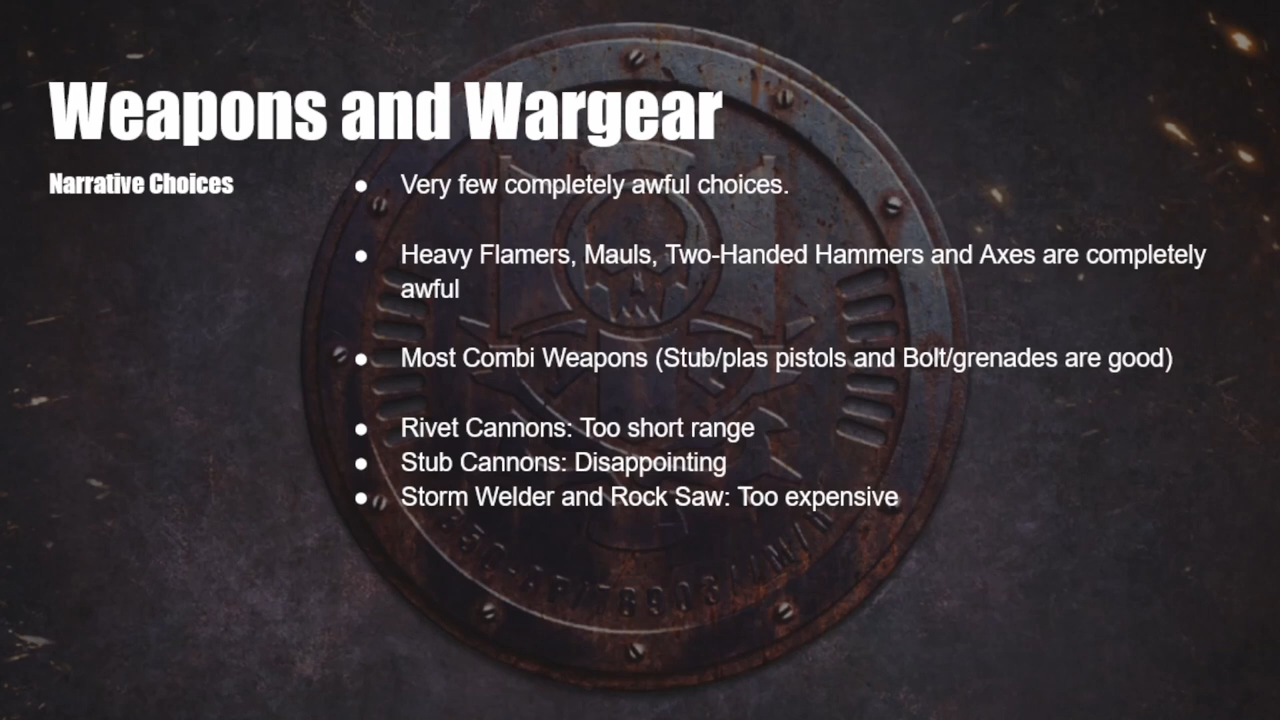 Weapons and Wargear
Narrative Choices
● Very few completely awful choices.
● Heavy Flamers, Mauls, Two-Handed Hammers and Axes are completely
awful
● Most Combi Weapons (Stub/plas pistols and Bolt/grenades are good)
● Rivet Cannons: Too short range
● Stub Cannons: Disappointing
● Storm Welder and Rock Saw: Too expensive